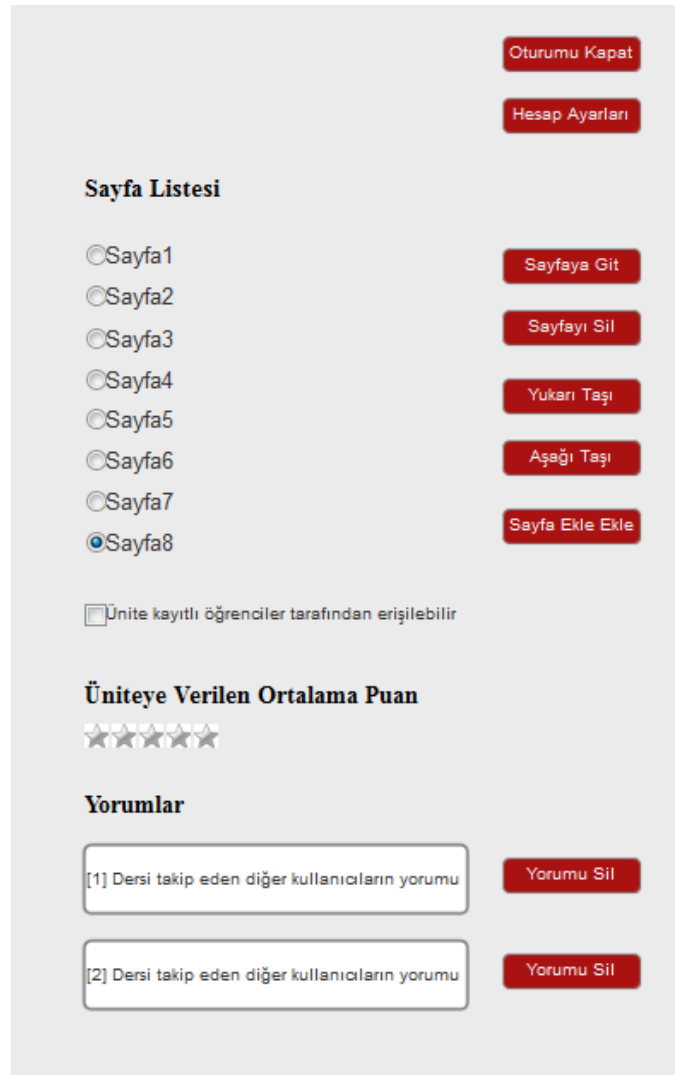 Oturumu Kapat
Hesap Ayarları
Sayfa Listesi
Sayfa1
Sayfaya Git
Sayfa2
Sayfayı Sil
Sayfa3
Sayfa4
Yukarı Taşı
Sayfa5
Sayfa6
Aşağı Taşı
Sayfa7
Sayfa Ekle Ekle
Sayfa8
Ünite kayıtlı öğrenciler tarafından erişilebilir
Üniteye Verilen Ortalama Puan
Yorumlar
[1] Dersi takip eden diğer kullanıcıların yorumu
Yorumu Sil
[2] Dersi takip eden diğer kullanıcıların yorumu
Yorumu Sil